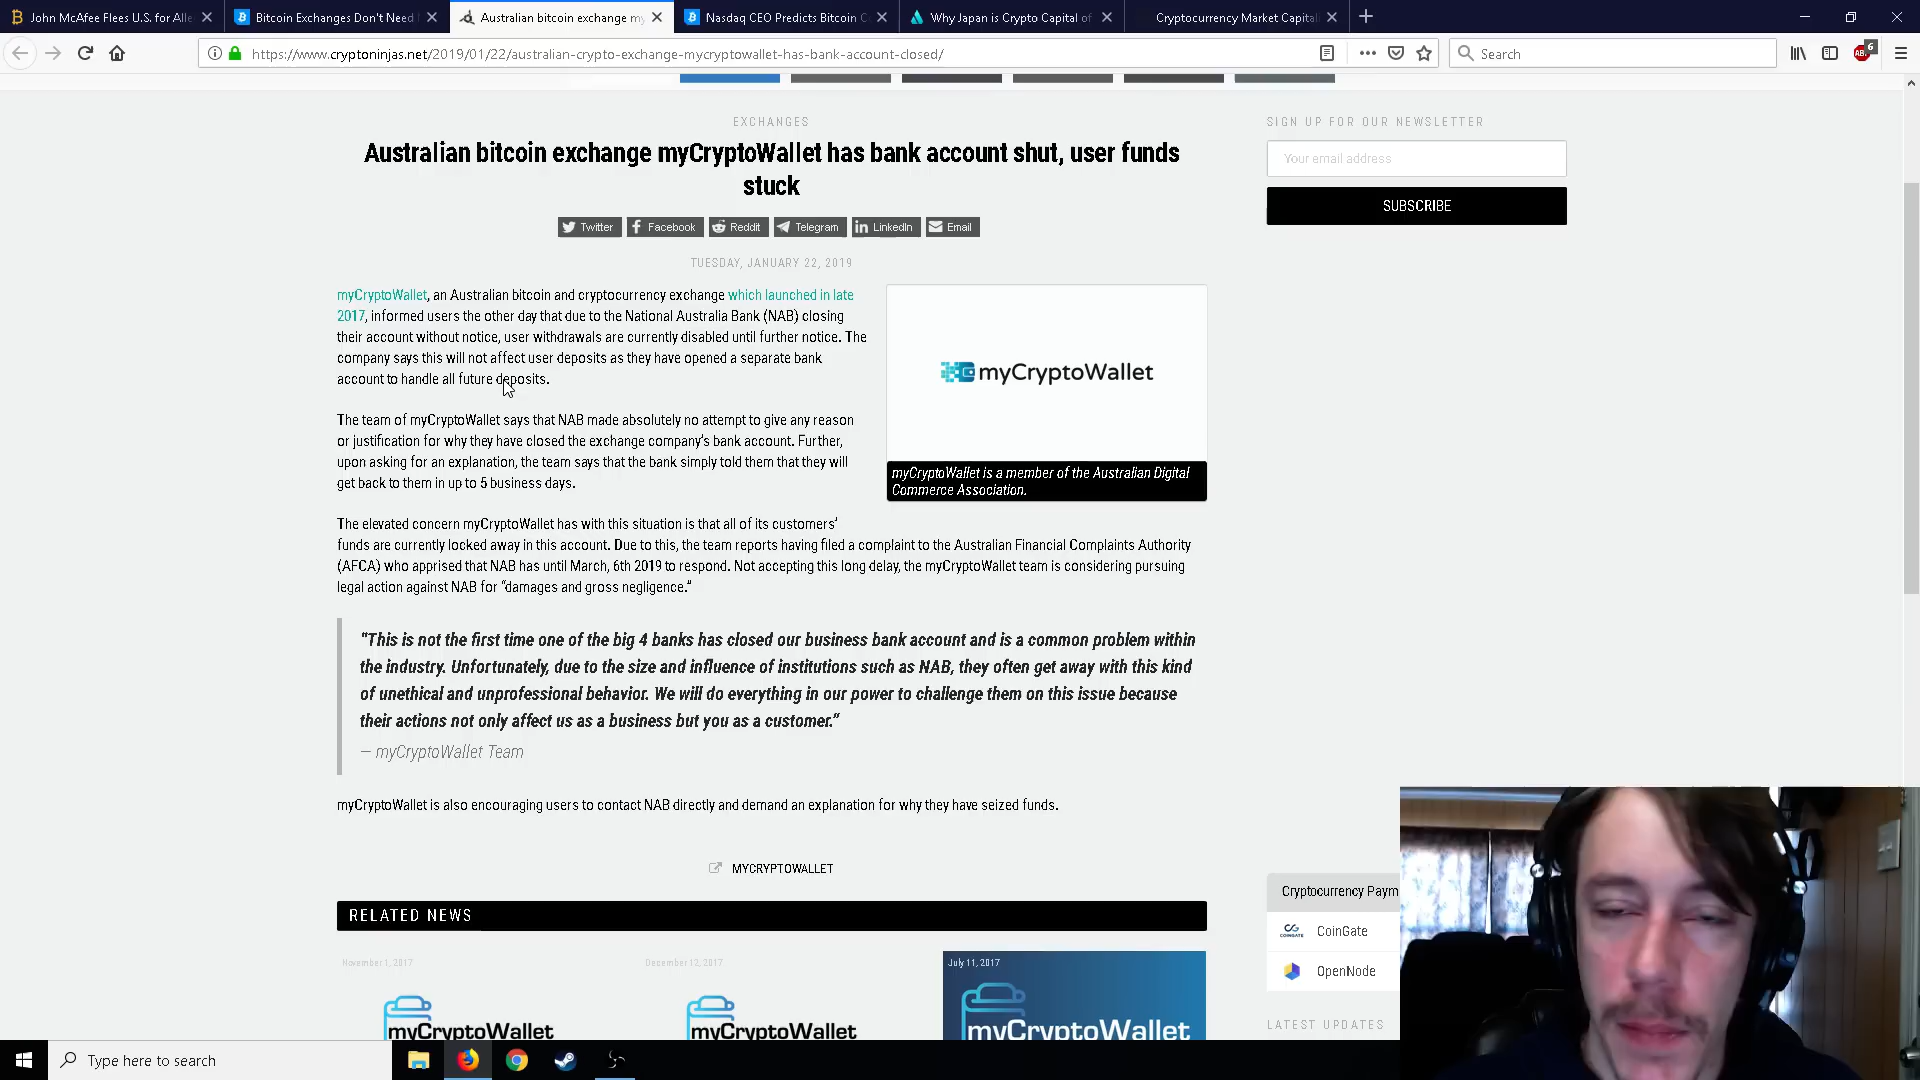 John McAfee Flees U.S. for Alle
Bitcoin Exchanges Don't Need
Australian bitcoin exchange my
Nasdaq CEO Predicts Bitcoin C
Why Japan is Crypto Capital of
Cryptocurrency Market Capital
https://www.cryptoninjas.net/2019/01/22/australian-crypto-exchange-mycryptowallet-has-bank-account-closed/
Search
6
EXCHANGES
Australian bitcoin exchange myCryptoWallet has bank account shut, user funds
stuck
Twitter
Facebook
Reddit
Telegram
LinkedIn
Email
TUESDAY, JANUARY 22, 2019
myCryptoWallet, an Australian bitcoin and cryptocurrency exchange which launched in late
2017, informed users the other day that due to the National Australia Bank (NAB) closing
their account without notice, user withdrawals are currently disabled until further notice. The
company says this will not affect user deposits as they have opened a separate bank
account to handle all future deposits.
myCryptoWallet
myCryptoWallet is a member of the Australian Digital
Commerce Association.
The team of myCryptoWallet says that NAB made absolutely no attempt to give any reason
or justification for why they have closed the exchange company's bank account. Further,
upon asking for an explanation, the team says that the bank simply told them that they will
get back to them in up to 5 business days.
The elevated concern myCryptoWallet has with this situation is that all of its customers'
funds are currently locked away in this account. Due to this, the team reports having filed a complaint to the Australian Financial Complaints Authority
(AFCA) who apprised that NAB has until March, 6th 2019 to respond. Not accepting this long delay, the myCryptoWallet team is considering pursuing
legal action against NAB for "damages and gross negligence."
"This is not the first time one of the big 4 banks has closed our business bank account and is a common problem within
the industry. Unfortunately, due to the size and influence of institutions such as NAB, they often get away with this kind
of unethical and unprofessional behavior. We will do everything in our power to challenge them on this issue because
their actions not only affect us as a business but you as a customer."
— myCryptoWallet Team
myCryptoWallet is also encouraging users to contact NAB directly and demand an explanation for why they have seized funds.
MYCRYPTOWALLET
RELATED NEWS
November 1, 2017
myCryptoWallet
December 12, 2017
myCryptoWallet
July 11, 2017
myCryptoWallet
SIGN UP FOR OUR NEWSLETTER
Your email address
SUBSCRIBE
Cryptocurrency Paym
COINGATE
CoinGate
OpenNode
LATEST UPDATES
Type here to search